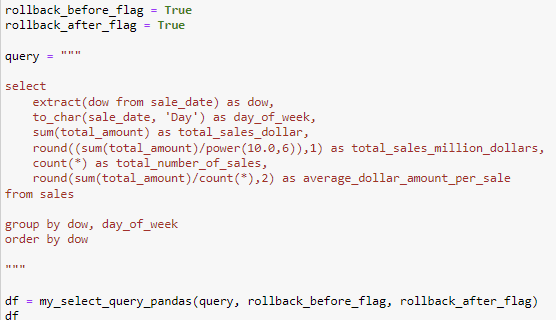 rollback_before_flag = True
rollback_after_flag = True

query = """

select
    extract(dow from sale_date) as dow,
    to_char(sale_date, 'Day') as day_of_week,
    sum(total_amount) as total_sales_dollar,
    round((sum(total_amount)/power(10.0,6)),1) as total_sales_million_dollars,
    count(*) as total_number_of_sales,
    round(sum(total_amount)/count(*),2) as average_dollar_amount_per_sale
from sales

group by dow, day_of_week
order by dow

"""

df = my_select_query_pandas(query, rollback_before_flag, rollback_after_flag)
df